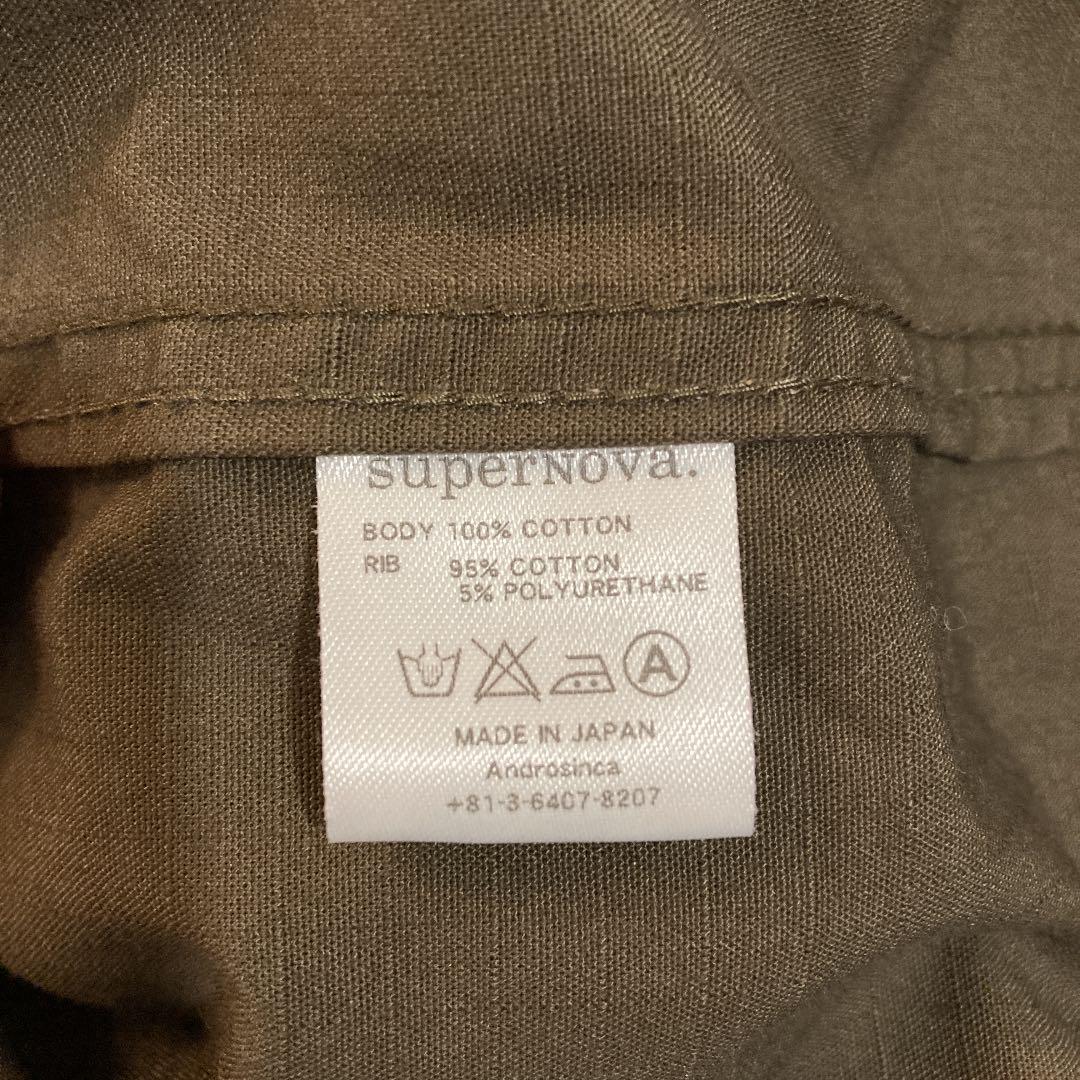 superNova.
BODY 100% COTTON
RIB 95% COTTON
5% POLYURETHANE
A
MADE IN JAPAN
Androsinca
+81-3-6407-8207